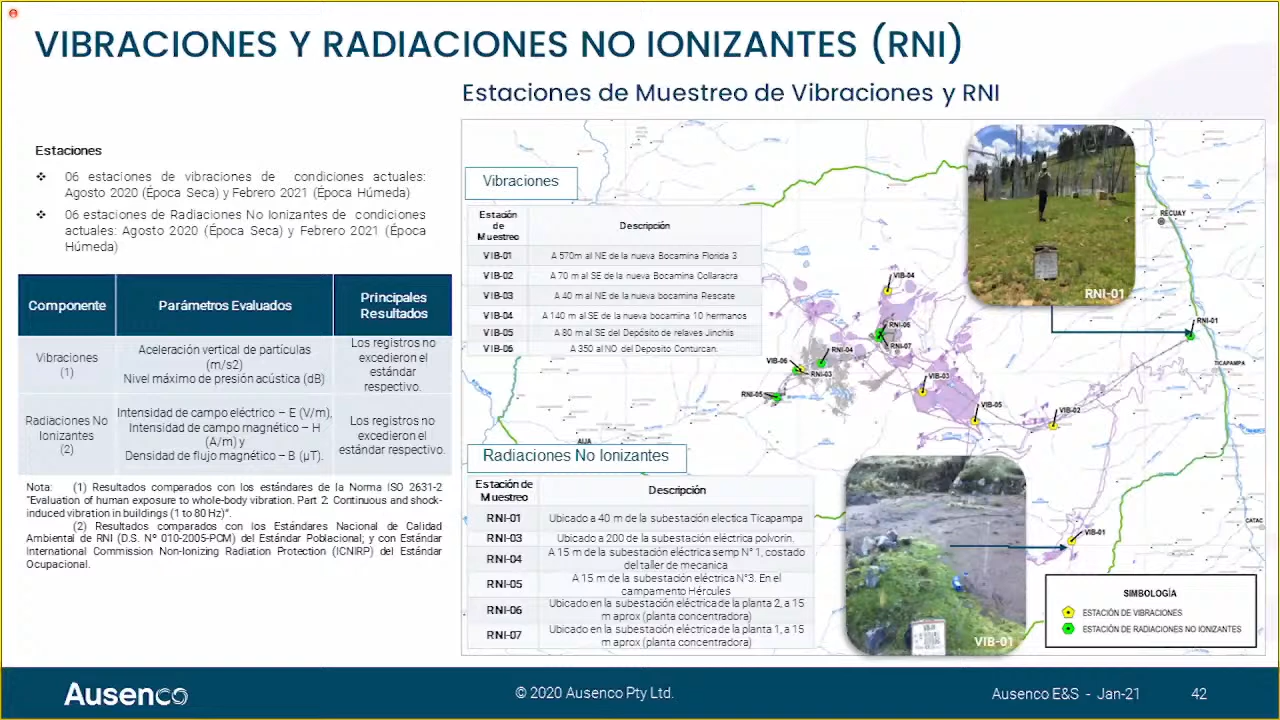 VIBRACIONES Y RADIACIONES NO IONIZANTES (RNI)
Estaciones de Muestreo de Vibraciones y RNI
Estaciones
06 estaciones de vibraciones de condiciones actuales:
Agosto 2020 (Época Seca) y Febrero 2021 (Época Húmeda)
06 estaciones de Radiaciones No Ionizantes de condiciones
actuales: Agosto 2020 (Época Seca) y Febrero 2021 (Época
Húmeda)
Componente
Parámetros Evaluados
Principales
Resultados
Vibraciones
(1)
Aceleración vertical de partículas
(m/s2)
Nivel máximo de presión acústica (dB)
Los registros no
excedieron el
estándar
respectivo.
Radiaciones No
Ionizantes
(2)
Intensidad de campo eléctrico – E (V/m),
Intensidad de campo magnético – H
(A/m) y
Densidad de flujo magnético – B (µT).
Los registros no
excedieron el
estándar respectivo.
Nota: (1) Resultados comparados con los estándares de la Norma ISO 2631-2
"Evaluation of human exposure to whole-body vibration. Part 2: Continuous and shock-
induced vibration in buildings (1 to 80 Hz)".
(2) Resultados comparados con los Estándares Nacional de Calidad
Ambiental de RNI (D.S. N° 010-2005-PCM) del Estándar Poblacional; y con Estándar
International Commission Non-Ionizing Radiation Protection (ICNIRP) del Estándar
Ocupacional.
Vibraciones
Estación
de
Muestreo
Descripción
VIB-01 A 570m al NE de la nueva Bocamina Florida 3
VIB-02 A 70 m al SE de la nueva Bocamina Collaracra
VIB-03 A 40 m al NE de la nueva bocamina Rescate
VIB-04 A 140 m al SE de la nueva bocamina 10 hermanos
VIB-05 A 80 m al SE del Depósito de relaves Jinchis
VIB-06 A 350 al NO del Deposito Conturcan.
Radiaciones No Ionizantes
Estación de
Muestreo
Descripción
RNI-01 Ubicado a 40 m de la subestación electica Ticapampa
RNI-03 Ubicado a 200 de la subestación eléctrica polvorin.
RNI-04 A 15 m de la subestación eléctrica semp N° 1, costado
del taller de mecanica
RNI-05 A 15 m de la subestación eléctrica N°3. En el
campamento Hércules
RNI-06 Ubicado en la subestación eléctrica de la planta 2, a 15
m aprox (planta concentradora)
RNI-07 Ubicado en la subestación eléctrica de la planta 1, a 15
m aprox (planta concentradora)
RNI-01
RECUAY
VIB-04
RNI-06
RNI-07
RNI-01
RNI-04
VIB-06
RNI-03
TICAPAMPA
VIB-03
RNI-05
VIB-05
VIB-02
AIJA
CATAC
VIB-01
VIB-01
SIMBOLOGÍA
ESTACIÓN DE VIBRACIONES
ESTACIÓN DE RADIACIONES NO IONIZANTES
Ausenco
© 2020 Ausenco Pty Ltd.
Ausenco E&S - Jan-21
42